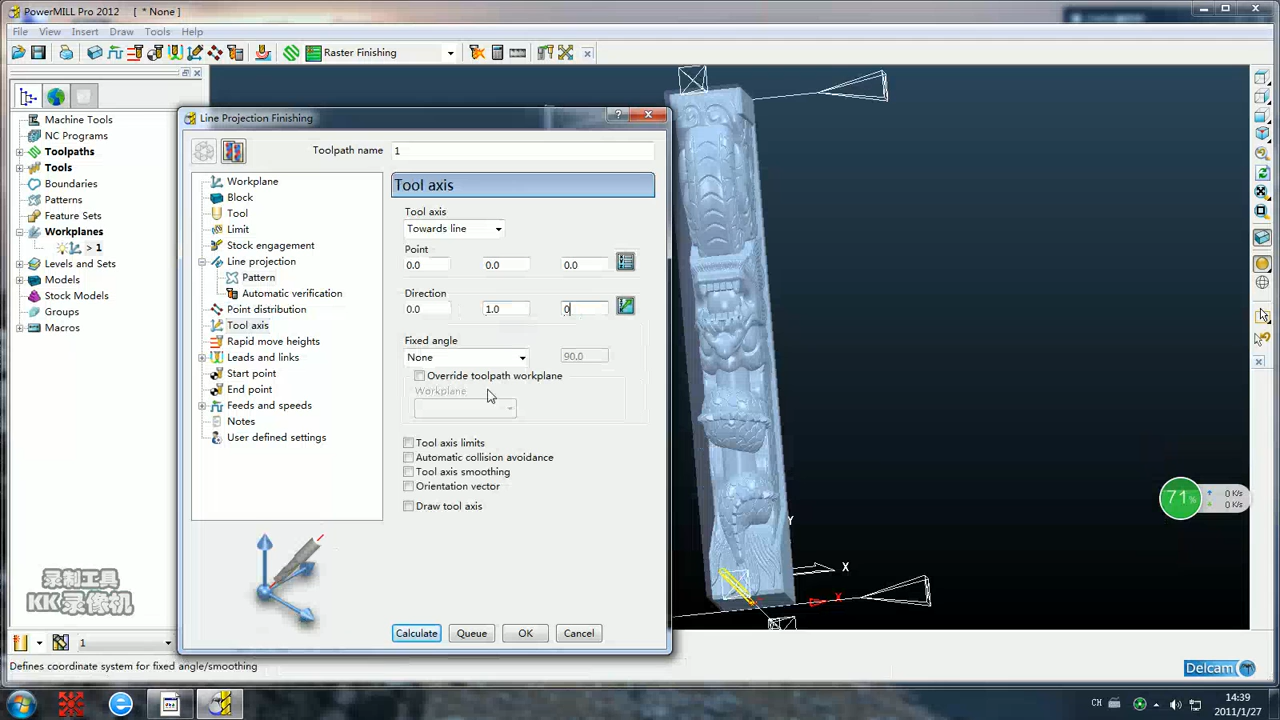 PowerMILL Pro 2012    [ * None ]
File View Insert Draw Tools Help
Raster Finishing
Machine Tools
NC Programs
Toolpaths
Tools
Boundaries
Patterns
Feature Sets
Workplanes
> 1
Levels and Sets
Models
Stock Models
Groups
Macros
Line Projection Finishing
Toolpath name 1
Workplane
Block
Tool
Limit
Stock engagement
Line projection
Pattern
Automatic verification
Point distribution
Tool axis
Rapid move heights
Leads and links
Start point
End point
Feeds and speeds
Notes
User defined settings
Tool axis
Tool axis
Towards line
Point
0.0 0.0 0.0
Direction
0.0 1.0 0
Fixed angle
None 90.0
Override toolpath workplane
Workplane
Tool axis limits
Automatic collision avoidance
Tool axis smoothing
Orientation vector
Draw tool axis
Calculate Queue OK Cancel
Y
X
X
71%
0 K/s
0 K/s
录制工具
KK录像机
1
Defines coordinate system for fixed angle/smoothing
Delcam
CH
14:39
2011/1/27